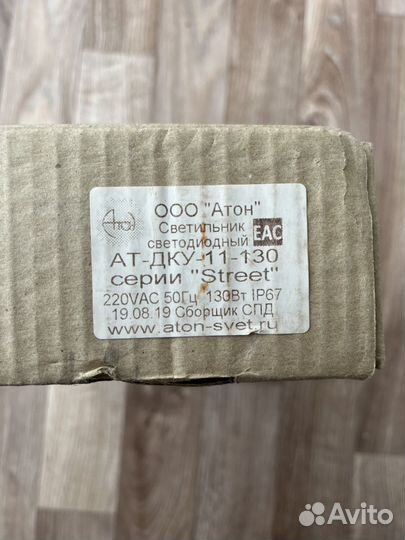 ООО "Атон"
Светильник
светодиодный
ЕАС
АТ-ДКУ-11-130
серии "Street"
220VAC 50Гц 130Вт IP67
19.08.19 Сборщик СПД
www.aton-svet.ru
Avito